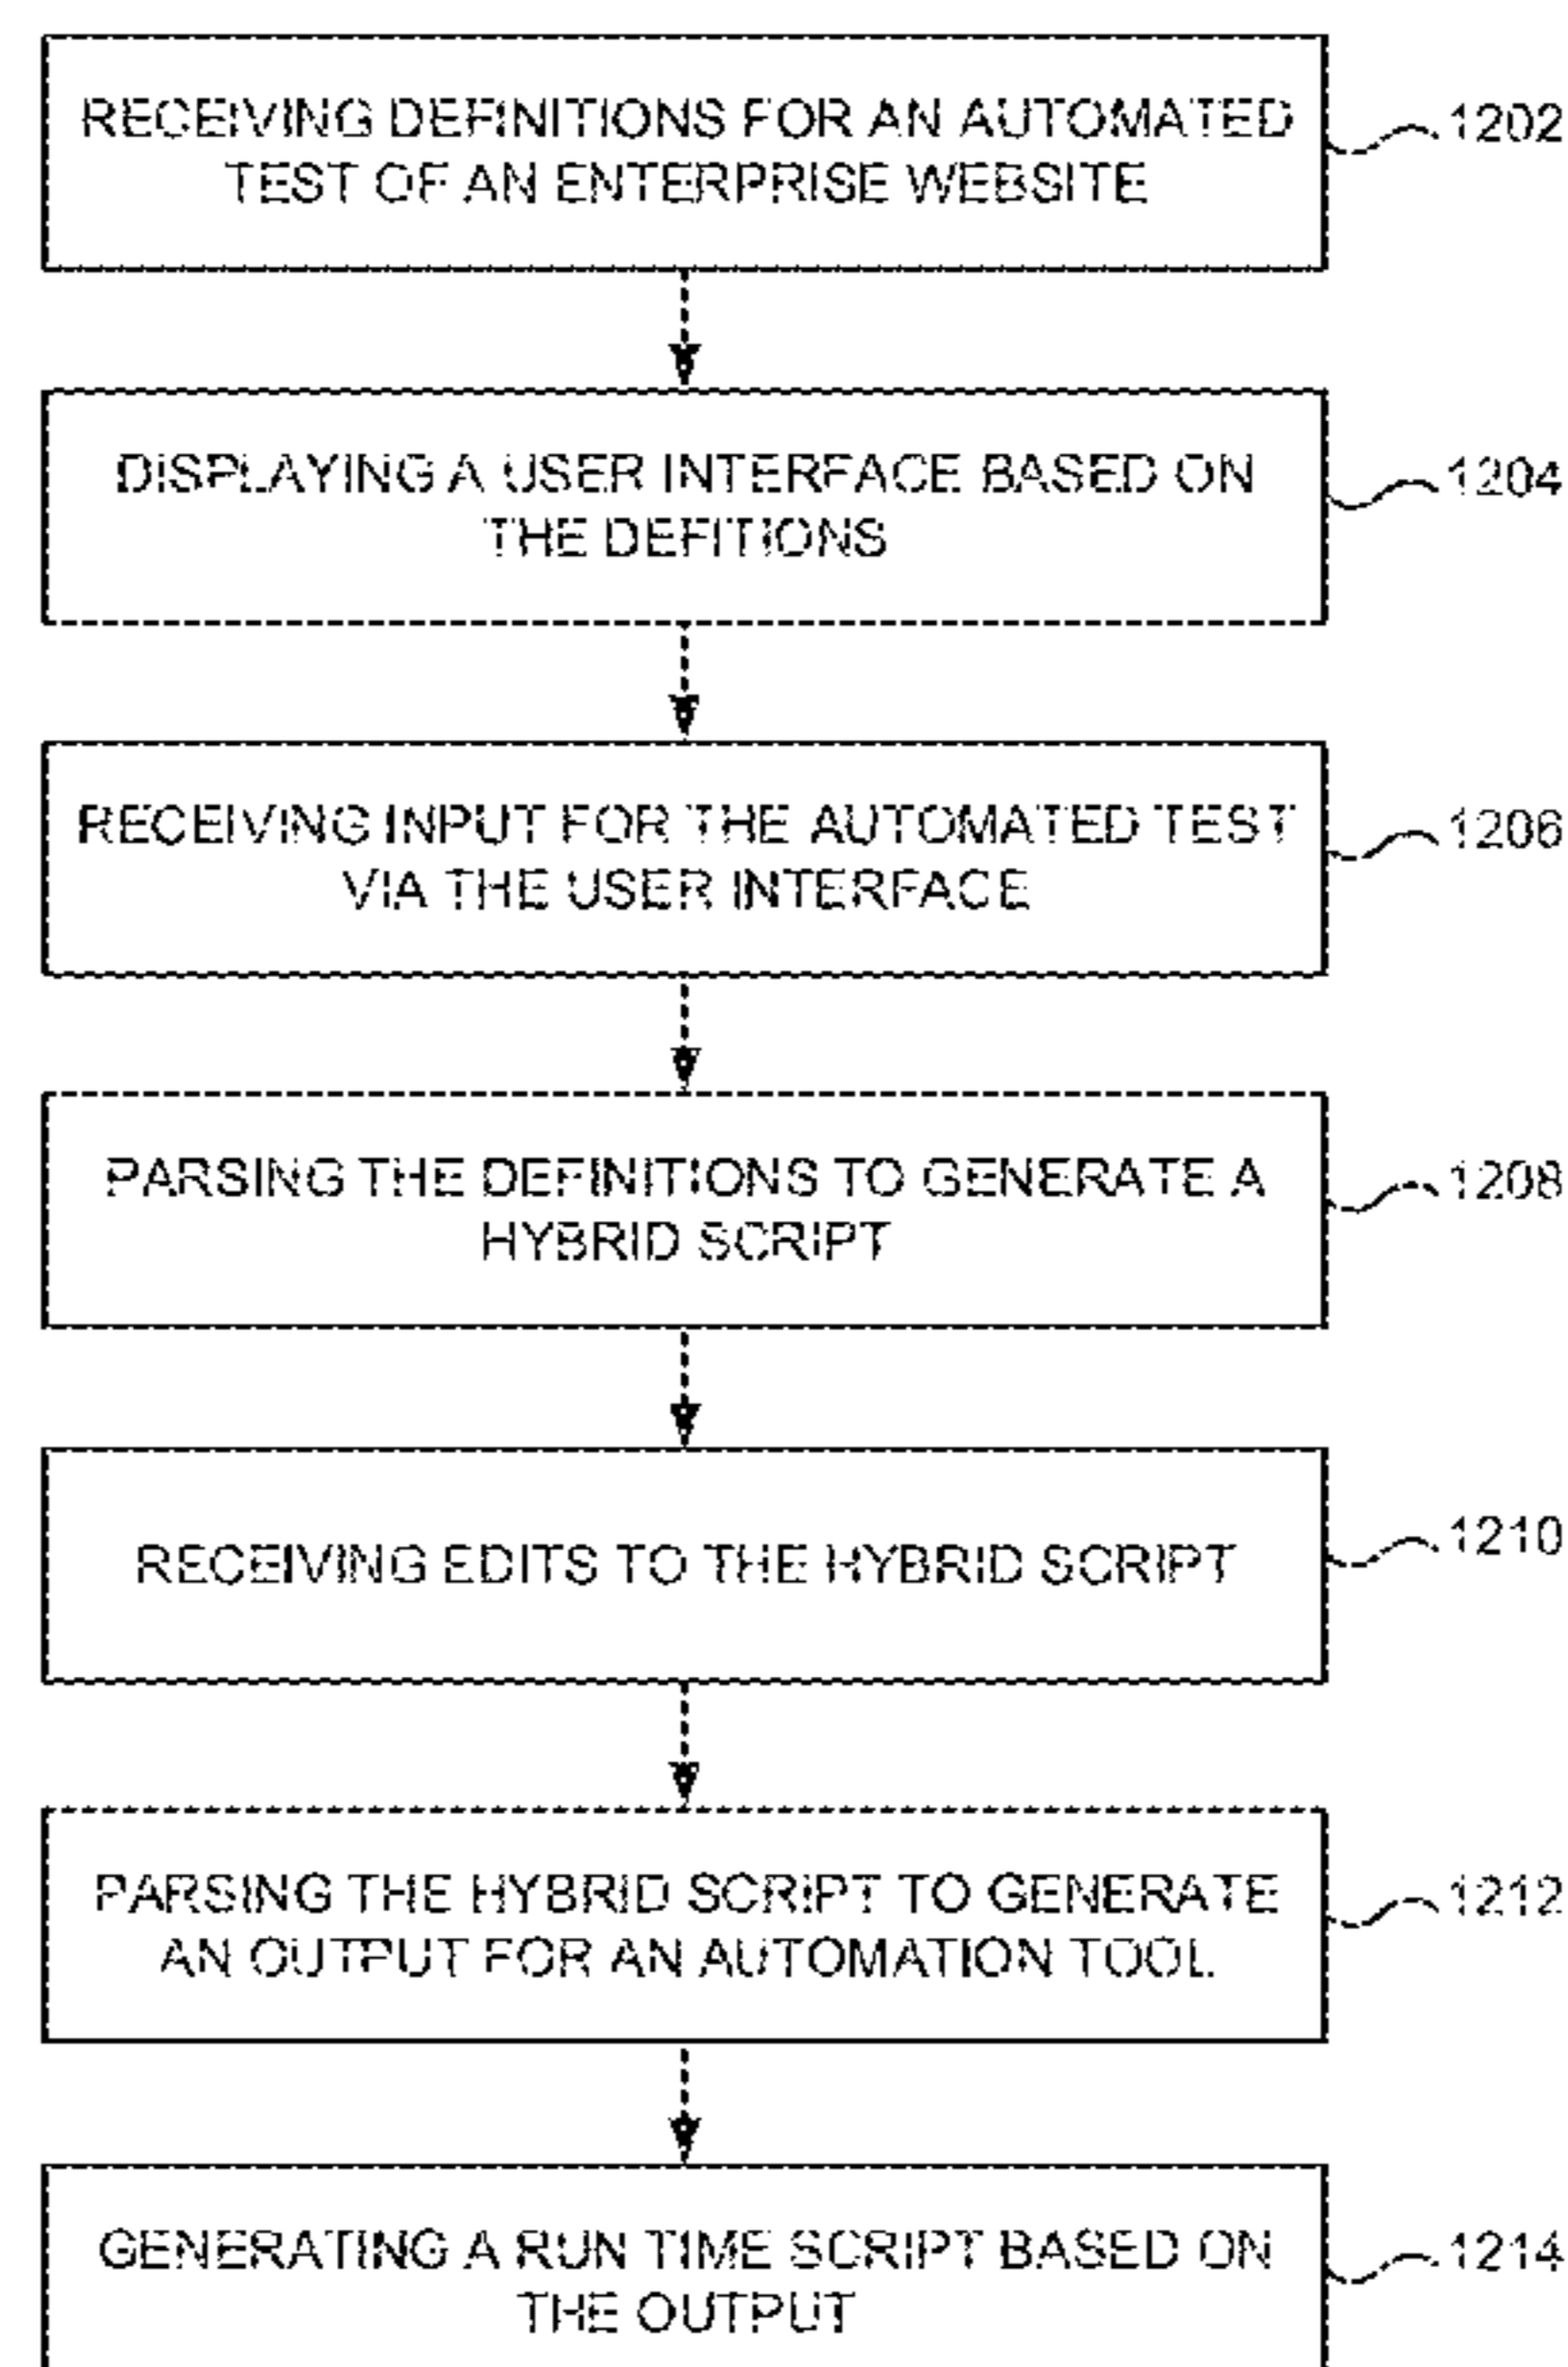 RECEIVING DEFINITIONS FOR AN AUTOMATED
TEST OF AN ENTERPRISE WEBSITE
1202
DISPLAYING A USER INTERFACE BASED ON
THE DEFITIONS
1204
RECEIVING INPUT FOR THE AUTOMATED TEST
VIA THE USER INTERFACE
1206
PARSING THE DEFINITIONS TO GENERATE A
HYBRID SCRIPT
1208
RECEIVING EDITS TO THE HYBRID SCRIPT
1210
PARSING THE HYBRID SCRIPT TO GENERATE
AN OUTPUT FOR AN AUTOMATION TOOL
1212
GENERATING A RUN TIME SCRIPT BASED ON
THE OUTPUT
1214